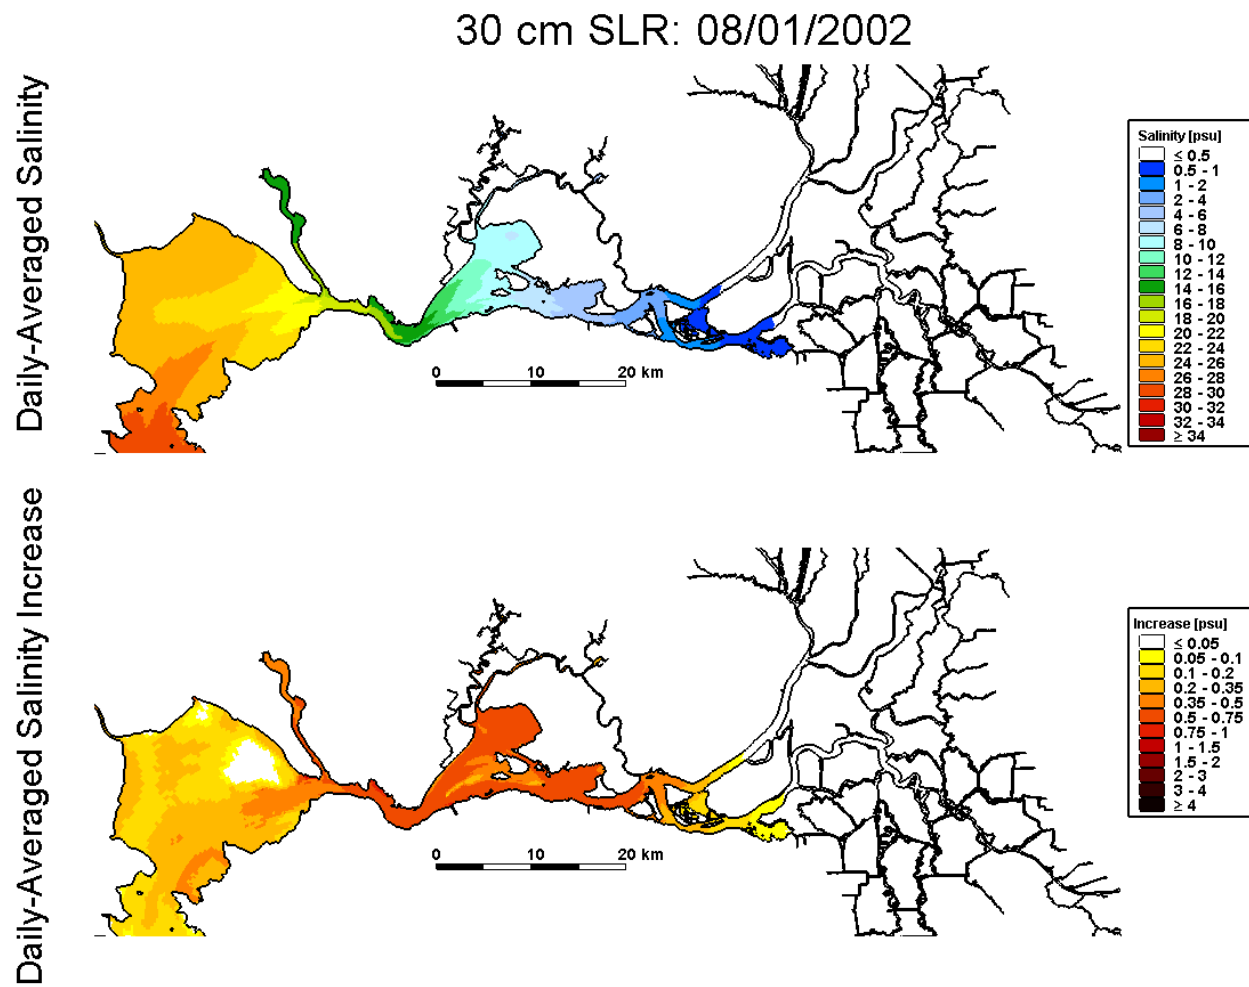 30 cm SLR: 08/01/2002
Daily-Averaged Salinity
Salinity [psu]
≤ 0.5
0.5 - 1
1 - 2
2 - 4
4 - 6
6 - 8
8 - 10
10 - 12
12 - 14
14 - 16
16 - 18
18 - 20
20 - 22
22 - 24
24 - 26
26 - 28
28 - 30
30 - 32
32 - 34
≥ 34
0 10 20 km
Daily-Averaged Salinity Increase
Increase [psu]
≤ 0.05
0.05 - 0.1
0.1 - 0.2
0.2 - 0.35
0.35 - 0.5
0.5 - 0.75
0.75 - 1
1 - 1.5
1.5 - 2
2 - 3
3 - 4
≥ 4
0 10 20 km